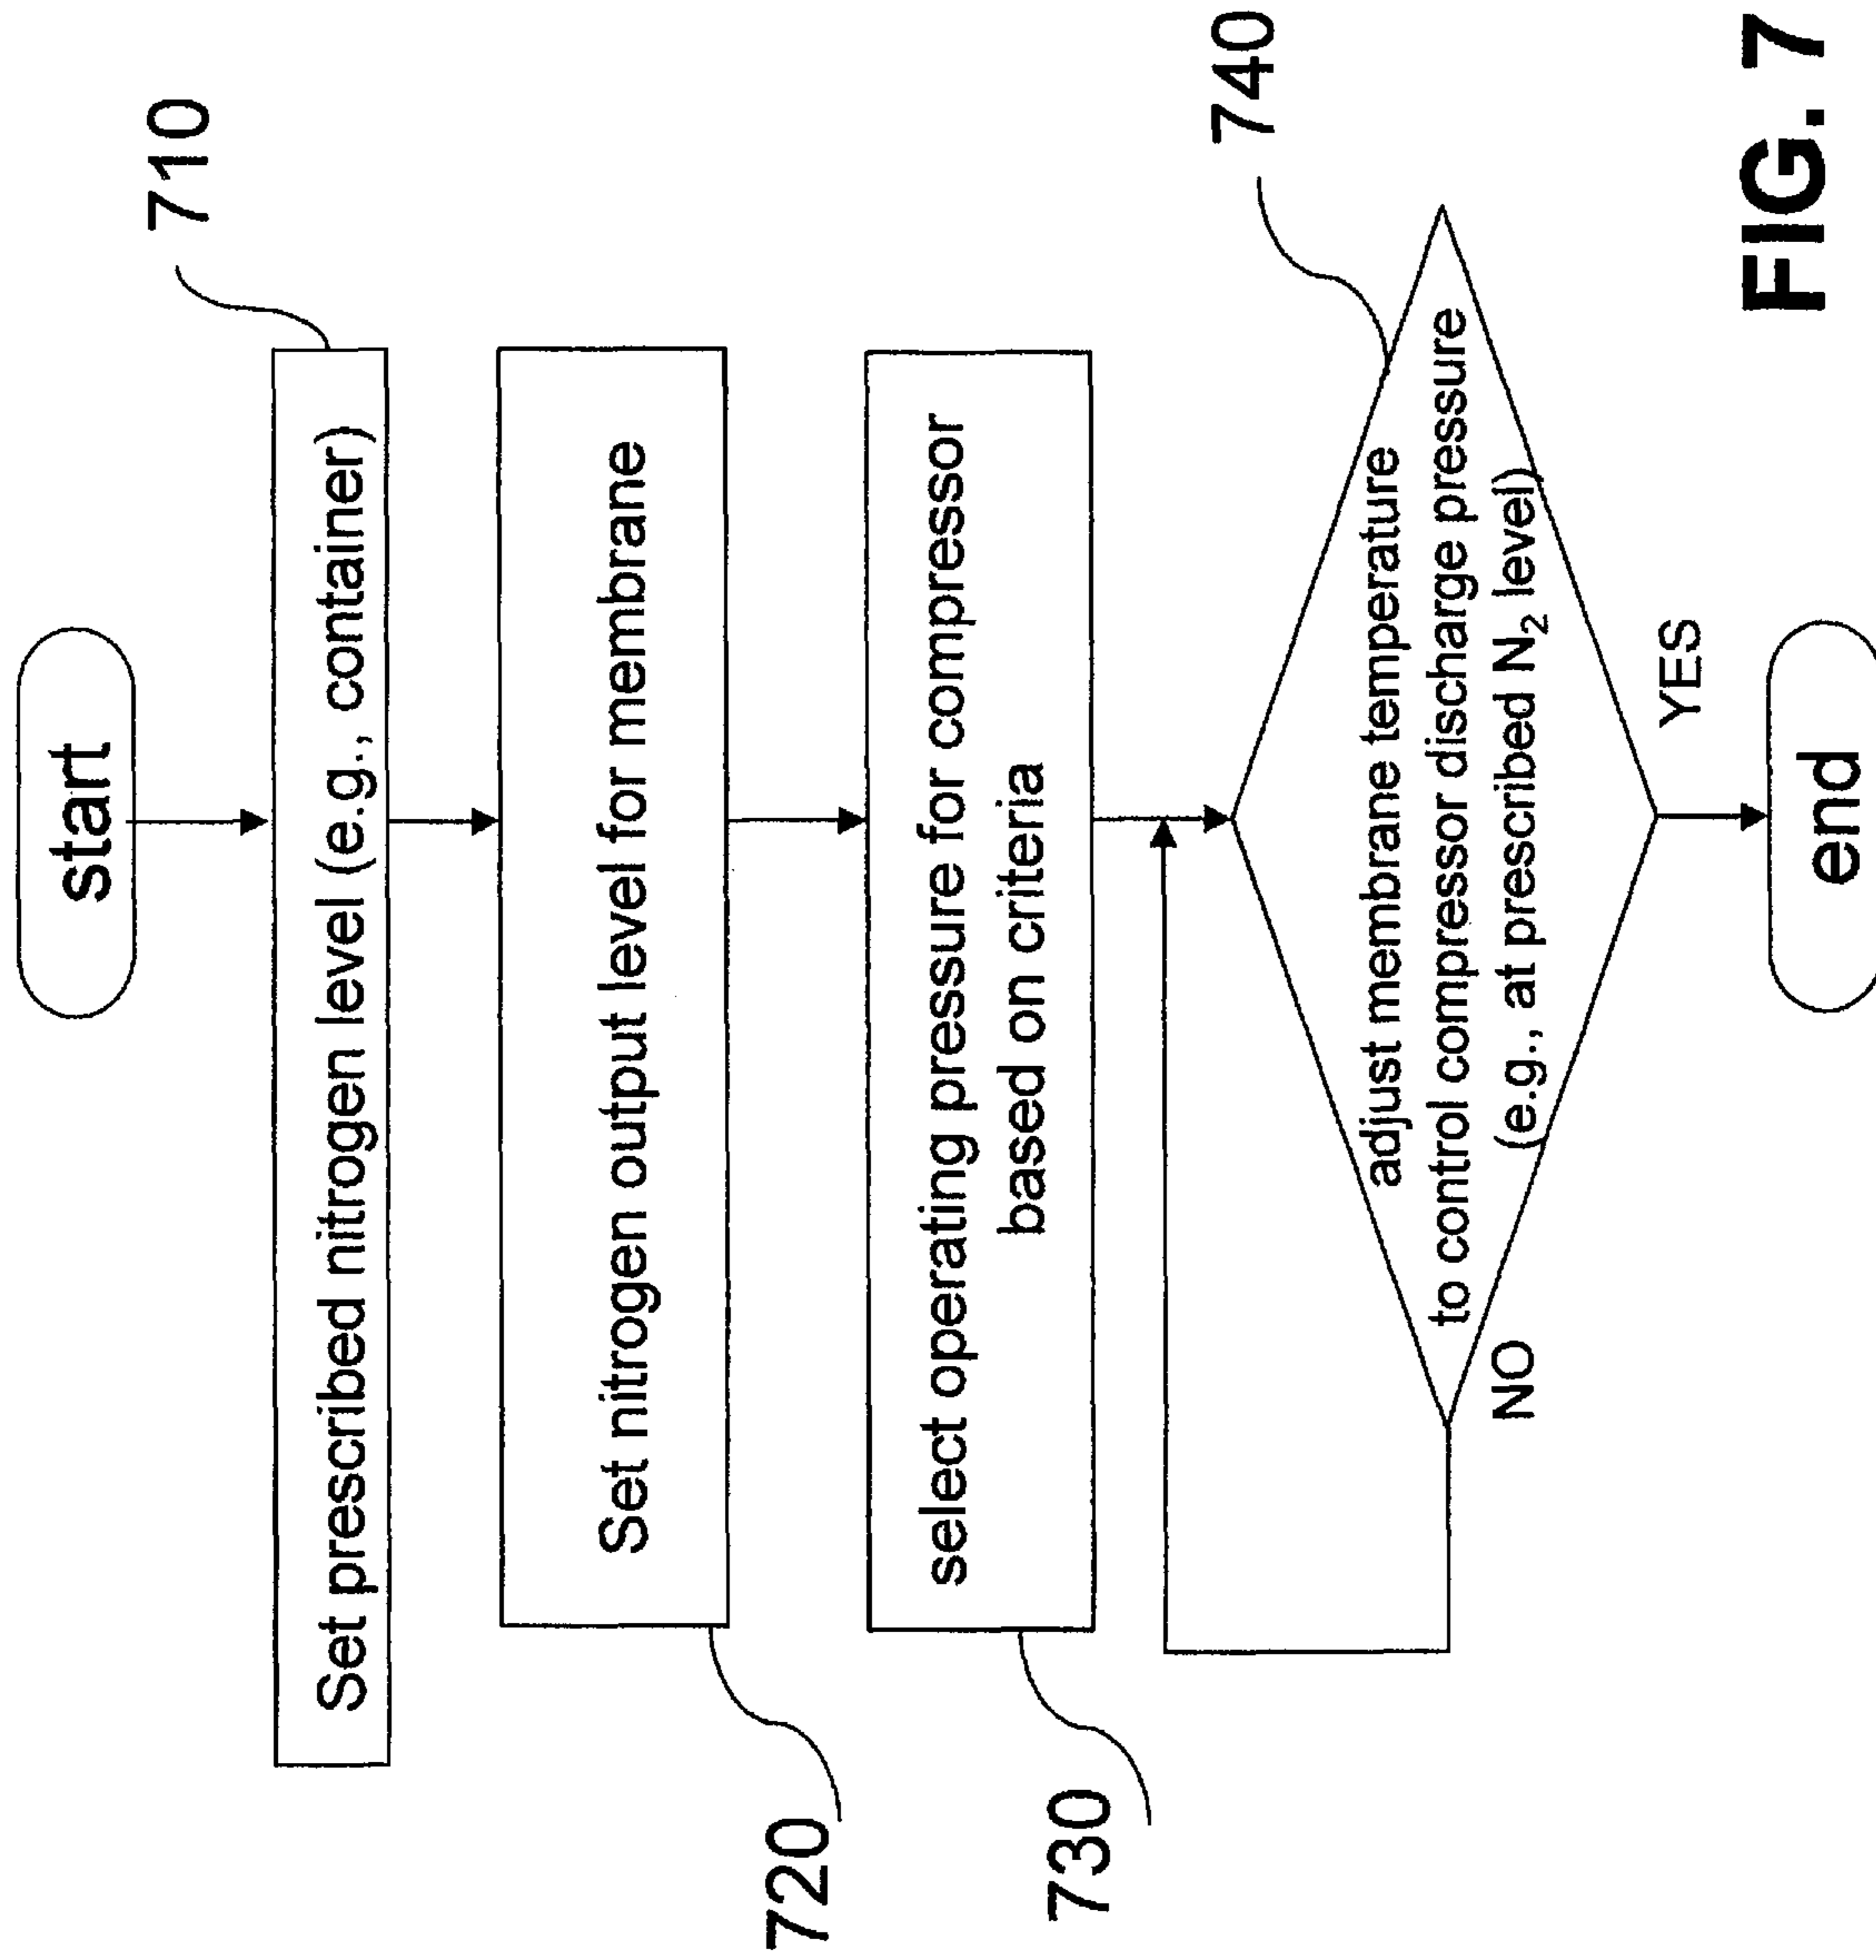 start
710
Set prescribed nitrogen level (e.g., container)
Set nitrogen output level for membrane
720
select operating pressure for compressor
based on criteria
730
740
adjust membrane temperature
to control compressor discharge pressure
(e.g., at prescribed N₂ level)
NO
YES
end
FIG. 7